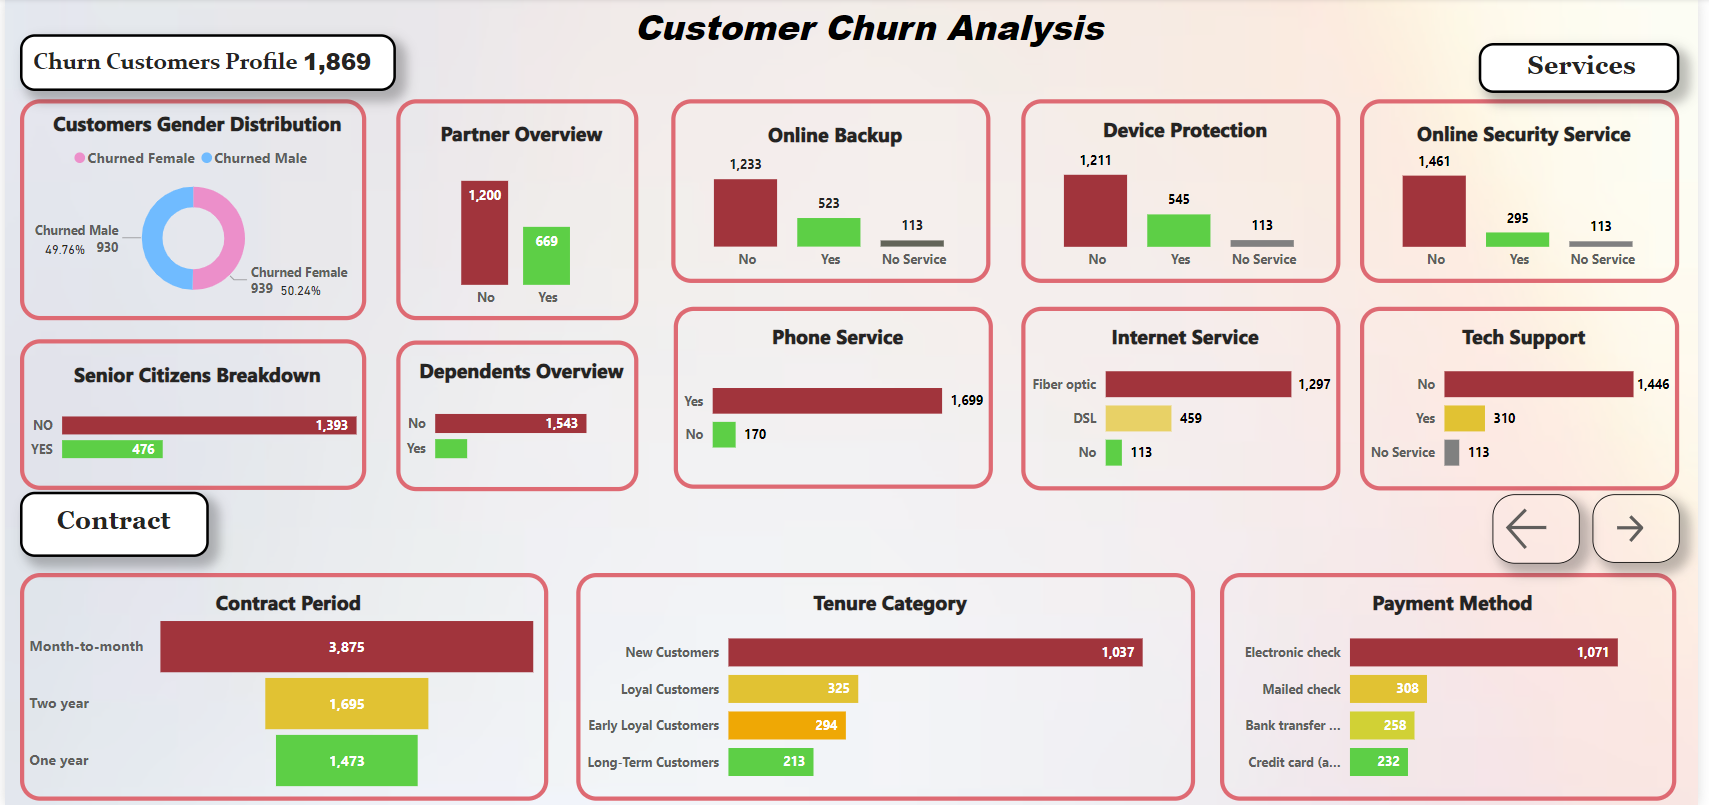 Customer Churn Analysis
Churn Customers Profile 1,869
Services
Customers Gender Distribution
Churned Female Churned Male
Churned Male
49.76% 930
Churned Female
939 50.24%
Partner Overview
1,200
669
No Yes
Online Backup
1,233
523
113
No Yes No Service
Device Protection
1,211
545
113
No Yes No Service
Online Security Service
1,461
295
113
No Yes No Service
Senior Citizens Breakdown
NO 1,393
YES 476
Dependents Overview
No 1,543
Yes
Phone Service
Yes 1,699
No 170
Internet Service
Fiber optic 1,297
DSL 459
No 113
Tech Support
No 1,446
Yes 310
No Service 113
Contract
Contract Period
Month-to-month 3,875
Two year 1,695
One year 1,473
Tenure Category
New Customers 1,037
Loyal Customers 325
Early Loyal Customers 294
Long-Term Customers 213
Payment Method
Electronic check 1,071
Mailed check 308
Bank transfer ... 258
Credit card (a... 232